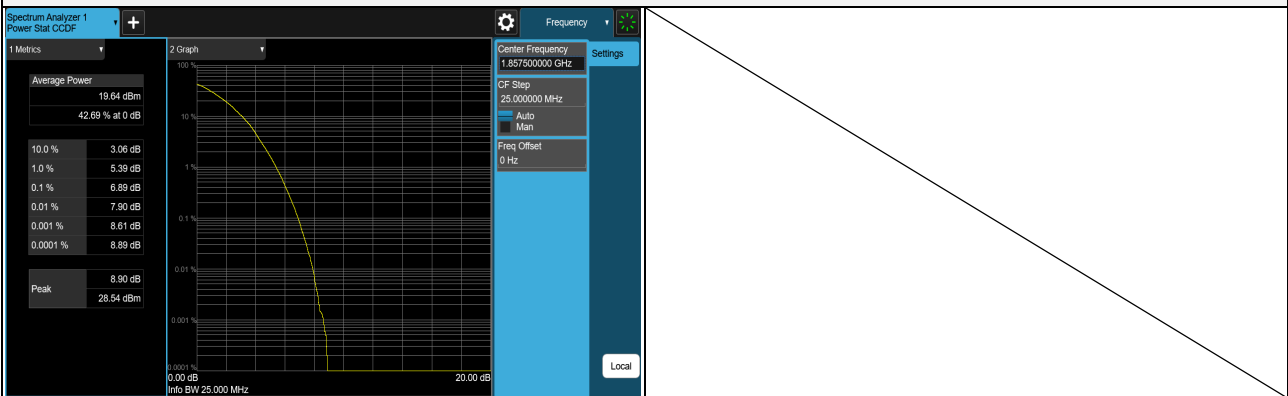 Spectrum Analyzer 1
Power Stat CCDF
+
Frequency
1 Metrics
Average Power
19.64 dBm
42.69 % at 0 dB
10.0 % 3.06 dB
1.0 % 5.39 dB
0.1 % 6.89 dB
0.01 % 7.90 dB
0.001 % 8.61 dB
0.0001 % 8.89 dB
Peak
8.90 dB
28.54 dBm
2 Graph
100 %
10 %
1 %
0.1 %
0.01 %
0.001 %
0.0001 %
0.00 dB 20.00 dB
Info BW 25.000 MHz
Center Frequency
1.857500000 GHz
CF Step
25.000000 MHz
Auto
Man
Freq Offset
0 Hz
Settings
Local